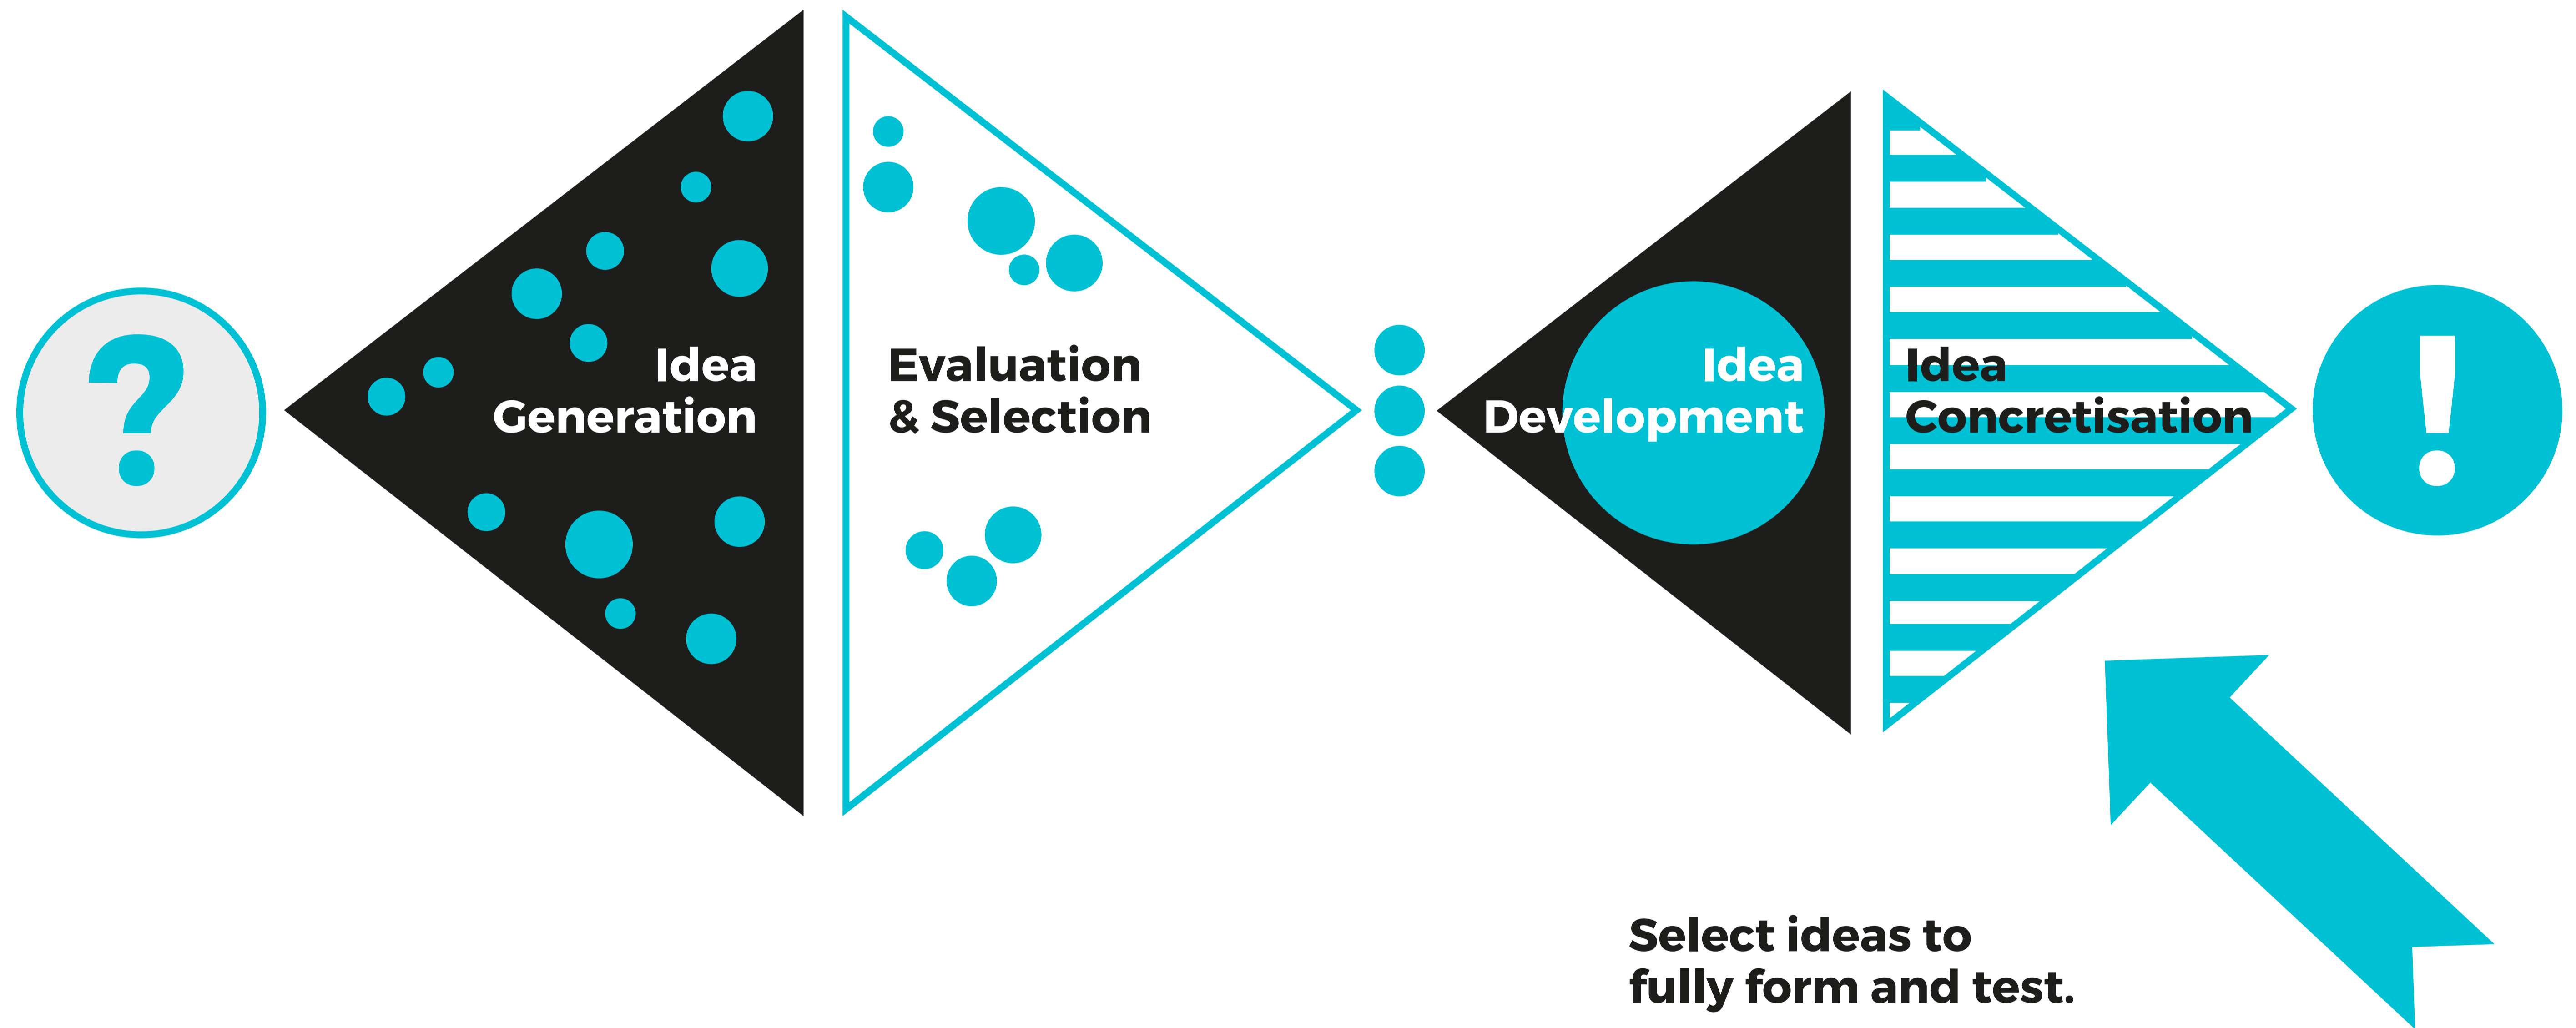 ?
Idea
Generation
Evaluation
& Selection
Idea
Development
Idea
Concretisation
!
Select ideas to
fully form and test.